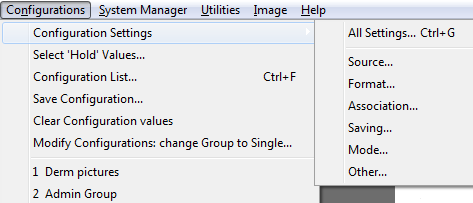 Configurations System Manager Utilities Image Help
Configuration Settings
Select 'Hold' Values...
Configuration List... Ctrl+F
Save Configuration...
Clear Configuration values
Modify Configurations: change Group to Single...
1 Derm pictures
2 Admin Group
All Settings... Ctrl+G
Source...
Format...
Association...
Saving...
Mode...
Other...